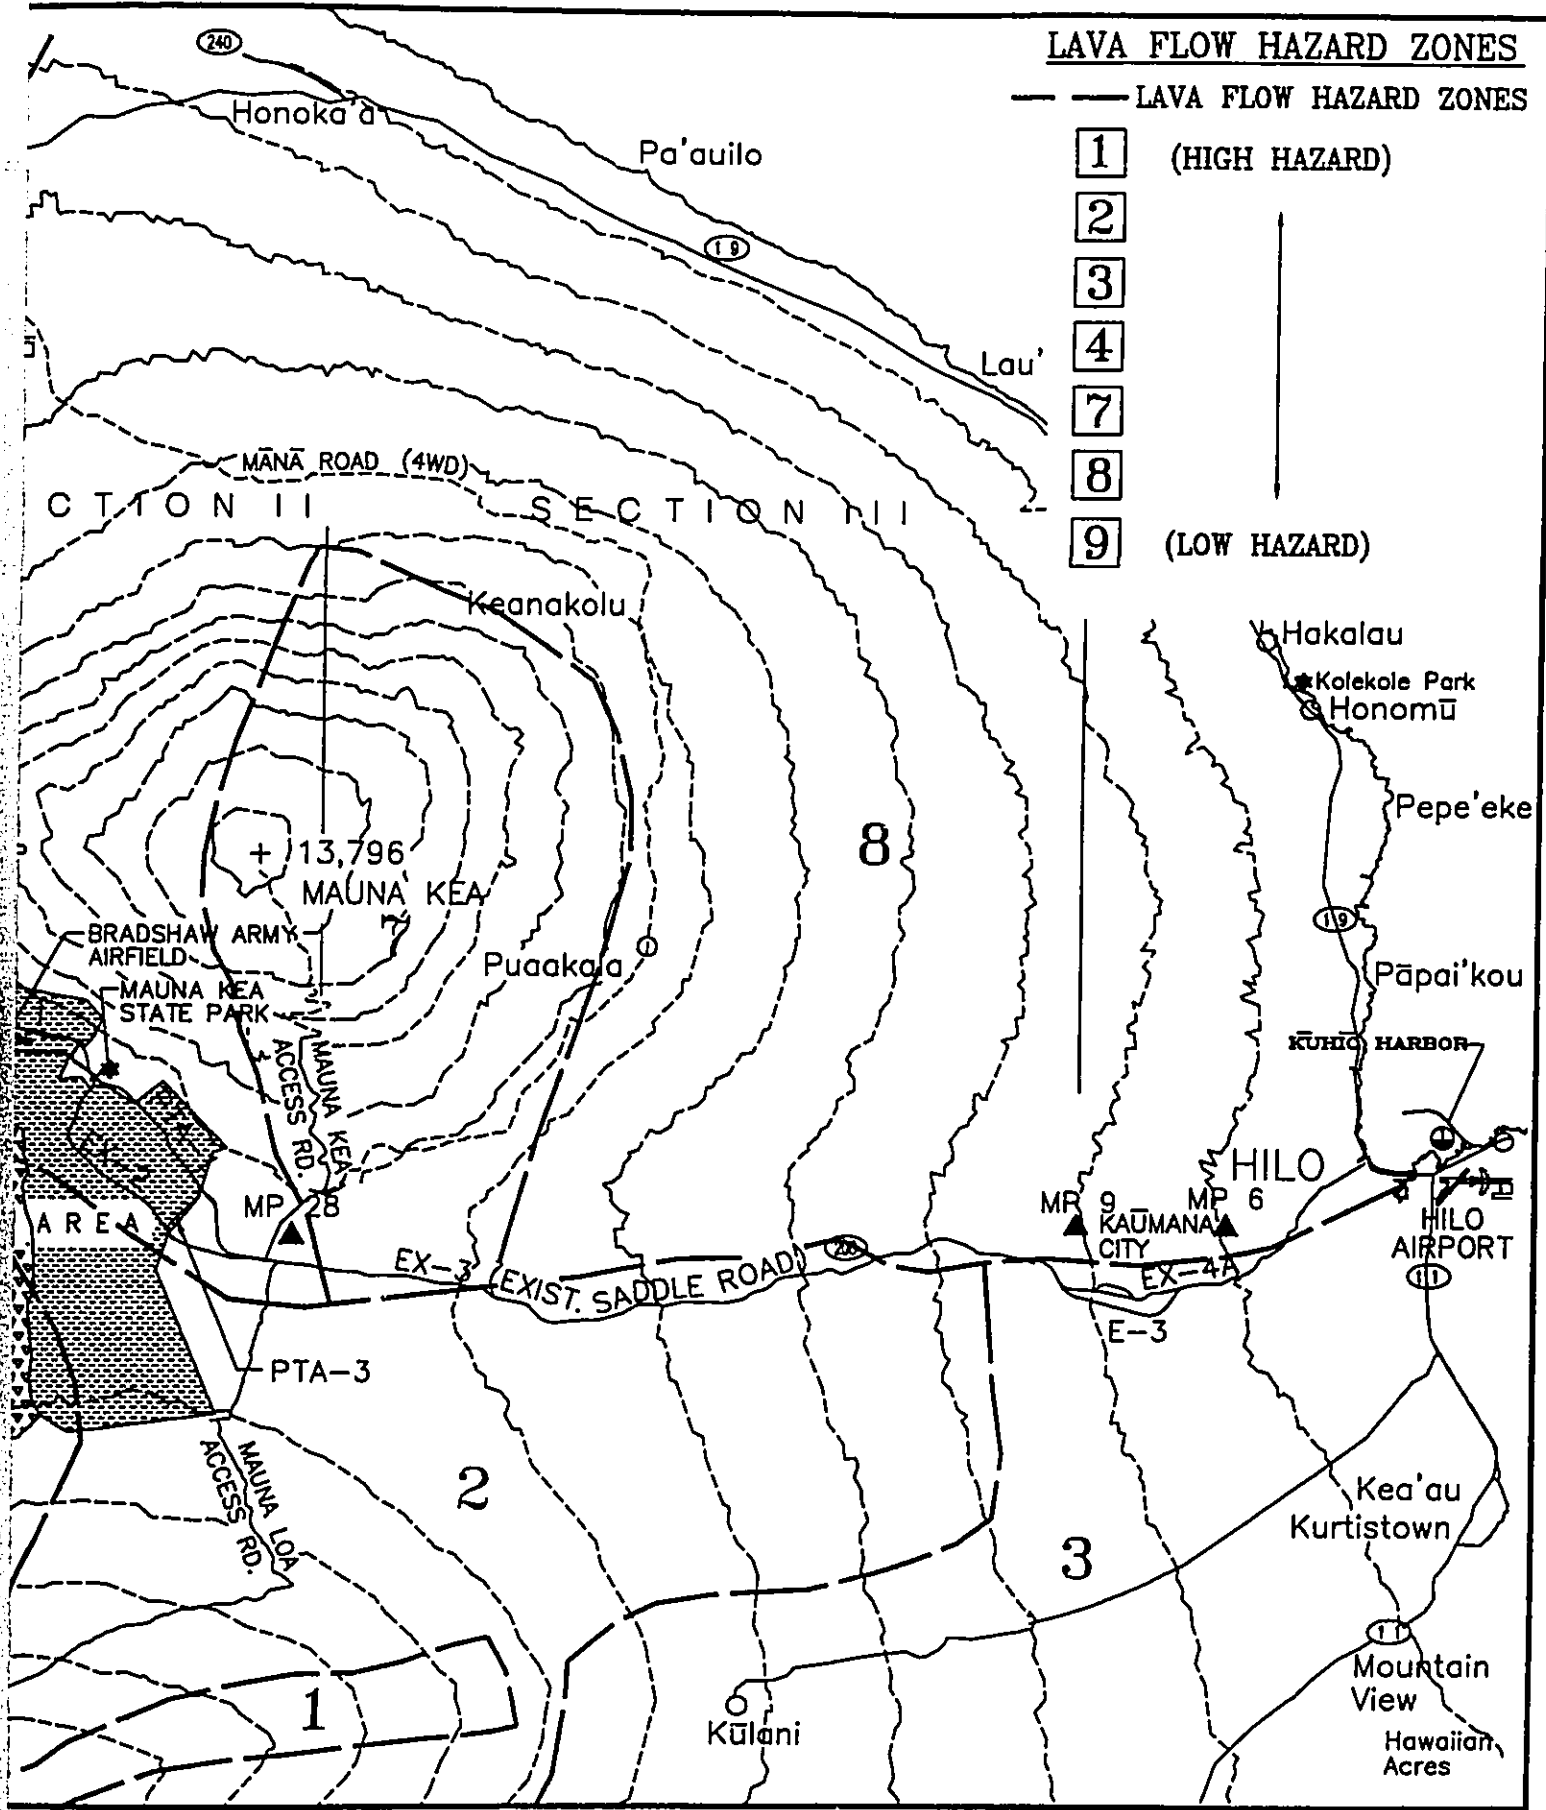 LAVA FLOW HAZARD ZONES
LAVA FLOW HAZARD ZONES
1 (HIGH HAZARD)
2
3
4
7
8
9 (LOW HAZARD)
240
Honoka'a
Pa'auilo
19
Lau'
MĀNĀ ROAD (4WD)
CTION II
SECTION III
Keanakolu
Hakalau
Kolekole Park
Honomū
Pepe'eke
8
13,796
MAUNA KEA
7
19
BRADSHAW ARMY
AIRFIELD
Puaakala
Pāpai'kou
MAUNA KEA
STATE PARK
KŪHIŌ HARBOR
MAUNA KEA
ACCESS RD.
HILO
AREA
MP 28
MP 9
MP 6
KAŪMANA
CITY
HILO
AIRPORT
EX-3
EXIST. SADDLE ROAD
200
EX-4A
11
E-3
PTA-3
MAUNA LOA
ACCESS RD.
2
Kea'au
Kurtistown
3
11
Mountain
View
1
Kūlani
Hawaiian
Acres